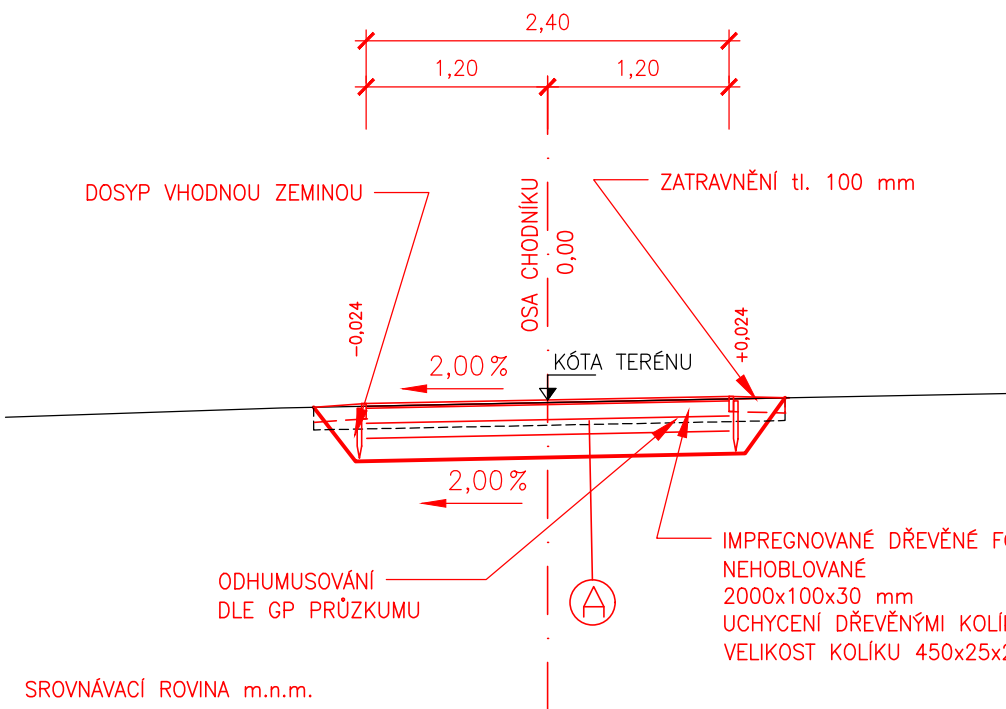 2,40
1,20
1,20
DOSYP VHODNOU ZEMINOU
ZATRAVNĚNÍ tl. 100 mm
OSA CHODNÍKU
0,00
-0,024
+0,024
2,00%
KÓTA TERÉNU
2,00%
IMPREGNOVANÉ DŘEVĚNÉ
NEHOBLOVANÉ
2000x100x30 mm
UCHYCENÍ DŘEVĚNÝMI
VELIKOST KOLÍKU
ODHUMUSOVÁNÍ
DLE GP PRŮZKUMU
A
SROVNÁVACÍ ROVINA m.n.m.